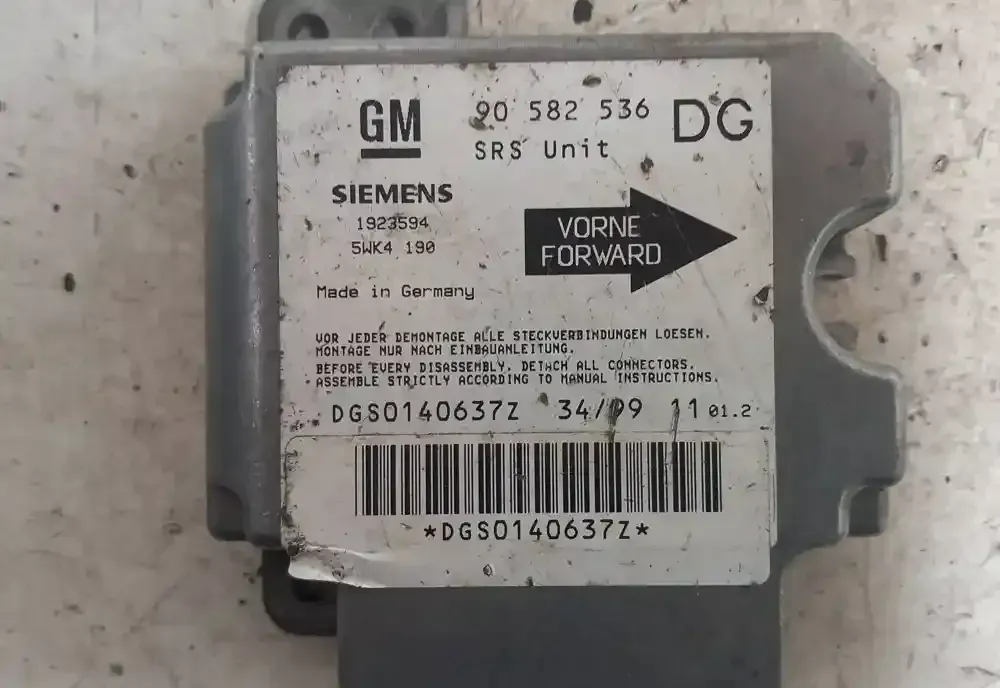 GM 90 582 536 DG
SRS Unit
SIEMENS
1923594
5WK4 190
VORNE
FORWARD
Made in Germany
VOR JEDER DEMONTAGE ALLE STECKVERBINDUNGEN LOESEN.
MONTAGE NUR NACH EINBAUANLEITUNG.
BEFORE EVERY DISASSEMBLY, DETACH ALL CONNECTORS.
ASSEMBLE STRICTLY ACCORDING TO MANUAL INSTRUCTIONS.
DGS0140637Z 34/99 11 01.2
*DGS0140637Z*